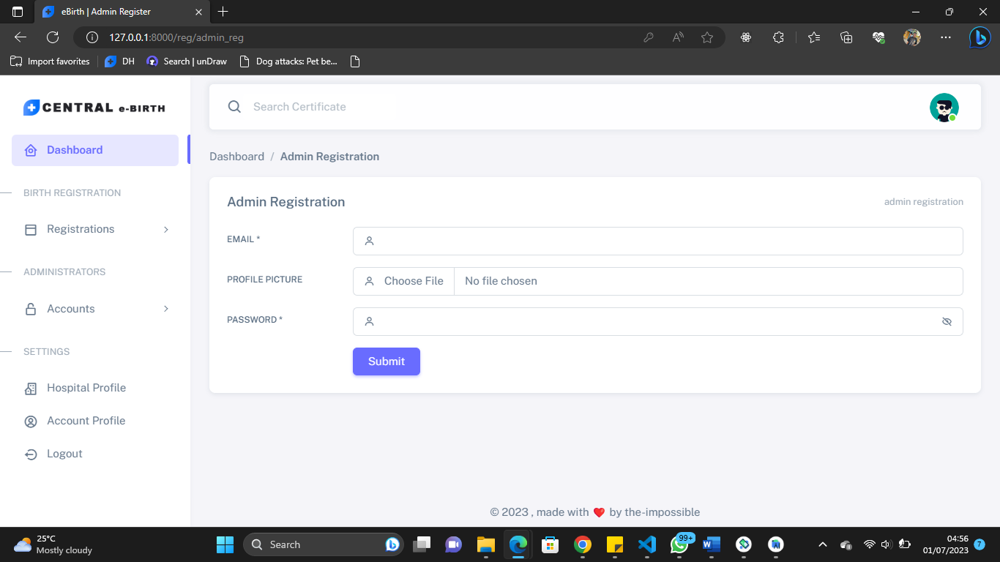 eBirth | Admin Register
127.0.0.1:8000/reg/admin_reg
Import favorites
DH
Search | unDraw
Dog attacks: Pet be...
CENTRAL e-BIRTH
Search Certificate
Dashboard
Dashboard / Admin Registration
BIRTH REGISTRATION
Registrations
ADMINISTRATORS
Accounts
SETTINGS
Hospital Profile
Account Profile
Logout
Admin Registration
admin registration
EMAIL *
PROFILE PICTURE
Choose File
No file chosen
PASSWORD *
Submit
© 2023 , made with ❤️ by the-impossible
25°C
Mostly cloudy
Search
99+
04:56
01/07/2023
7